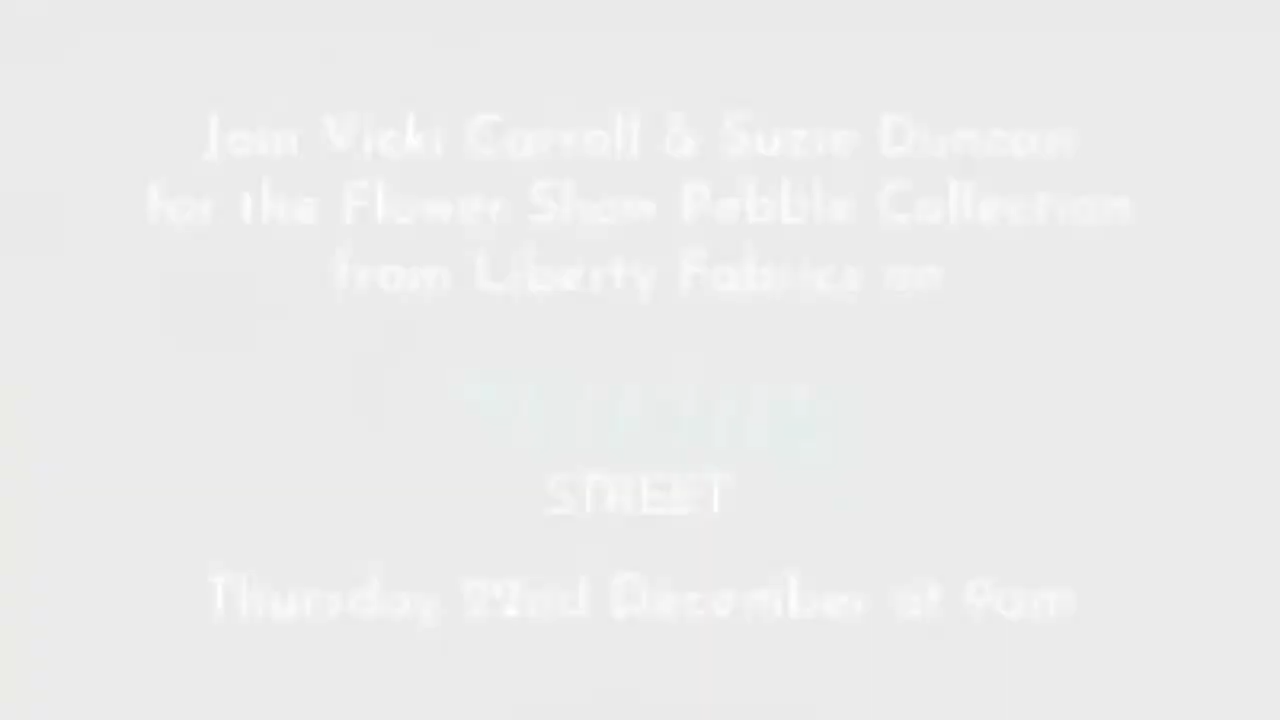 Join Vicki Carroll & Suzie Duncan
for the Flower Show Pebble Collection
from Liberty Fabrics on
STREET
Thursday 22nd December at 9am